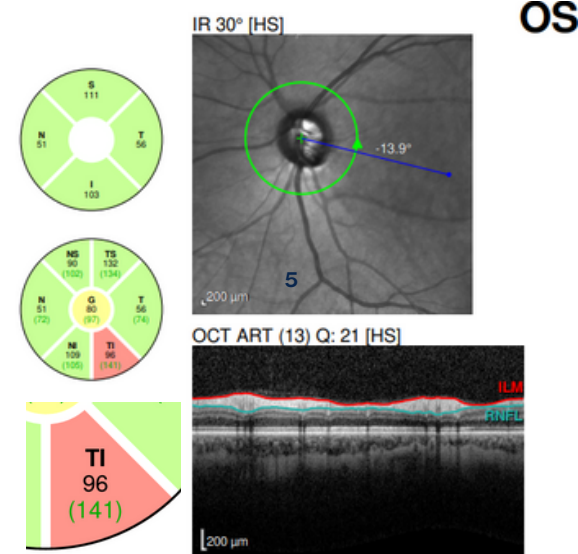 OS
IR 30° [HS]
-13.9°
5
200 µm
S
111
N
51
T
56
I
103
NS
90
(102)
TS
132
(134)
N
51
(72)
G
80
(97)
T
56
(74)
NI
109
(105)
TI
96
(141)
TI
96
(141)
OCT ART (13) Q: 21 [HS]
ILM
RNFL
200 µm